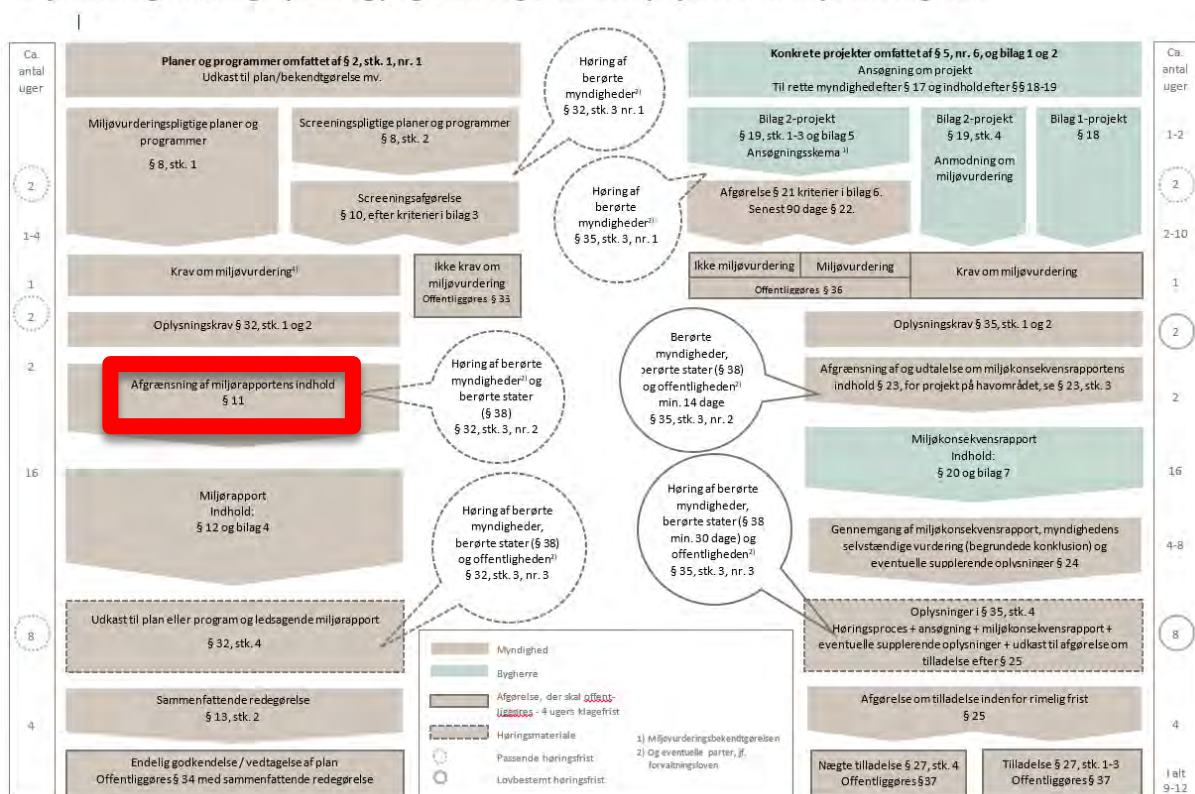 Ca.
antal
uger
2
1-4
1
2
2
16
8
4
Planer og programmer omfattet af § 2, stk. 1, nr. 1
Udkast til plan/bekendtgørelse mv.
Miljøvurderingspligtige planer og
programmer
§ 8, stk. 1
Screeningspligtige planer og programmer
§ 8, stk. 2
Screeningsafgørelse
§ 10, efter kriterier i bilag 3
Krav om miljøvurdering⁴⁾
Ikke krav om
miljøvurdering
Offentliggøres § 33
Oplysningskrav § 32, stk. 1 og 2
Afgrænsning af miljørapportens indhold
§ 11
Miljørapport
Indhold:
§ 12 og bilag 4
Udkast til plan eller program og ledsagende miljørapport
§ 32, stk. 4
Sammenfattende redegørelse
§ 13, stk. 2
Endelig godkendelse / vedtagelse af plan
Offentliggøres § 34 med sammenfattende redegørelse
Høring af
berørte
myndigheder²⁾
§ 32, stk. 3 nr. 1
Høring af
berørte
myndigheder²⁾
§ 35, stk. 3, nr. 1
Høring af berørte
myndigheder²⁾ og
berørte stater
(§ 38)
§ 32, stk. 3, nr. 2
Berørte
myndigheder,
berørte stater (§ 38)
og offentligheden²⁾
min. 14 dage
§ 35, stk. 3, nr. 2
Høring af berørte
myndigheder,
berørte stater (§ 38)
og offentligheden²⁾
§ 32, stk. 3, nr. 3
Høring af berørte
myndigheder,
berørte stater (§ 38
min. 30 dage) og
offentligheden²⁾
§ 35, stk. 3, nr. 3
Konkrete projekter omfattet af § 5, nr. 6, og bilag 1 og 2
Ansøgning om projekt
Til rette myndighed efter § 17 og indhold efter §§ 18-19
Bilag 2-projekt
§ 19, stk. 1-3 og bilag 5
Ansøgningsskema ¹⁾
Bilag 2-projekt
§ 19, stk. 4
Anmodning om
miljøvurdering
Bilag 1-projekt
§ 18
Afgørelse § 21 kriterier i bilag 6.
Senest 90 dage § 22.
Ikke miljøvurdering
Miljøvurdering
Offentliggøres § 36
Krav om miljøvurdering
Oplysningskrav § 35, stk. 1 og 2
Afgrænsning af og udtalelse om miljøkonsekvensrapportens
indhold § 23, for projekt på havområdet, se § 23, stk. 3
Miljøkonsekvensrapport
Indhold:
§ 20 og bilag 7
Gennemgang af miljøkonsekvensrapport, myndighedens
selvstændige vurdering (begrundede konklusion) og
eventuelle supplerende oplysninger § 24
Oplysninger i § 35, stk. 4
Høringsproces + ansøgning + miljøkonsekvensrapport +
eventuelle supplerende oplysninger + udkast til afgørelse om
tilladelse efter § 25
Afgørelse om tilladelse indenfor rimelig frist
§ 25
Nægte tilladelse § 27, stk. 4
Offentliggøres § 37
Tilladelse § 27, stk. 1-3
Offentliggøres § 37
Ca.
antal
uger
1-2
2
2-10
1
2
2
16
4-8
8
4
I alt
9-12
Myndighed
Bygherre
Afgørelse, der skal offent-
liggøres - 4 ugers klagefrist
Høringsmateriale
Passende høringsfrist
Lovbestemt høringsfrist
1) Miljøvurderingsbekendtgørelsen
2) Og eventuelle parter, jf.
forvaltningsloven